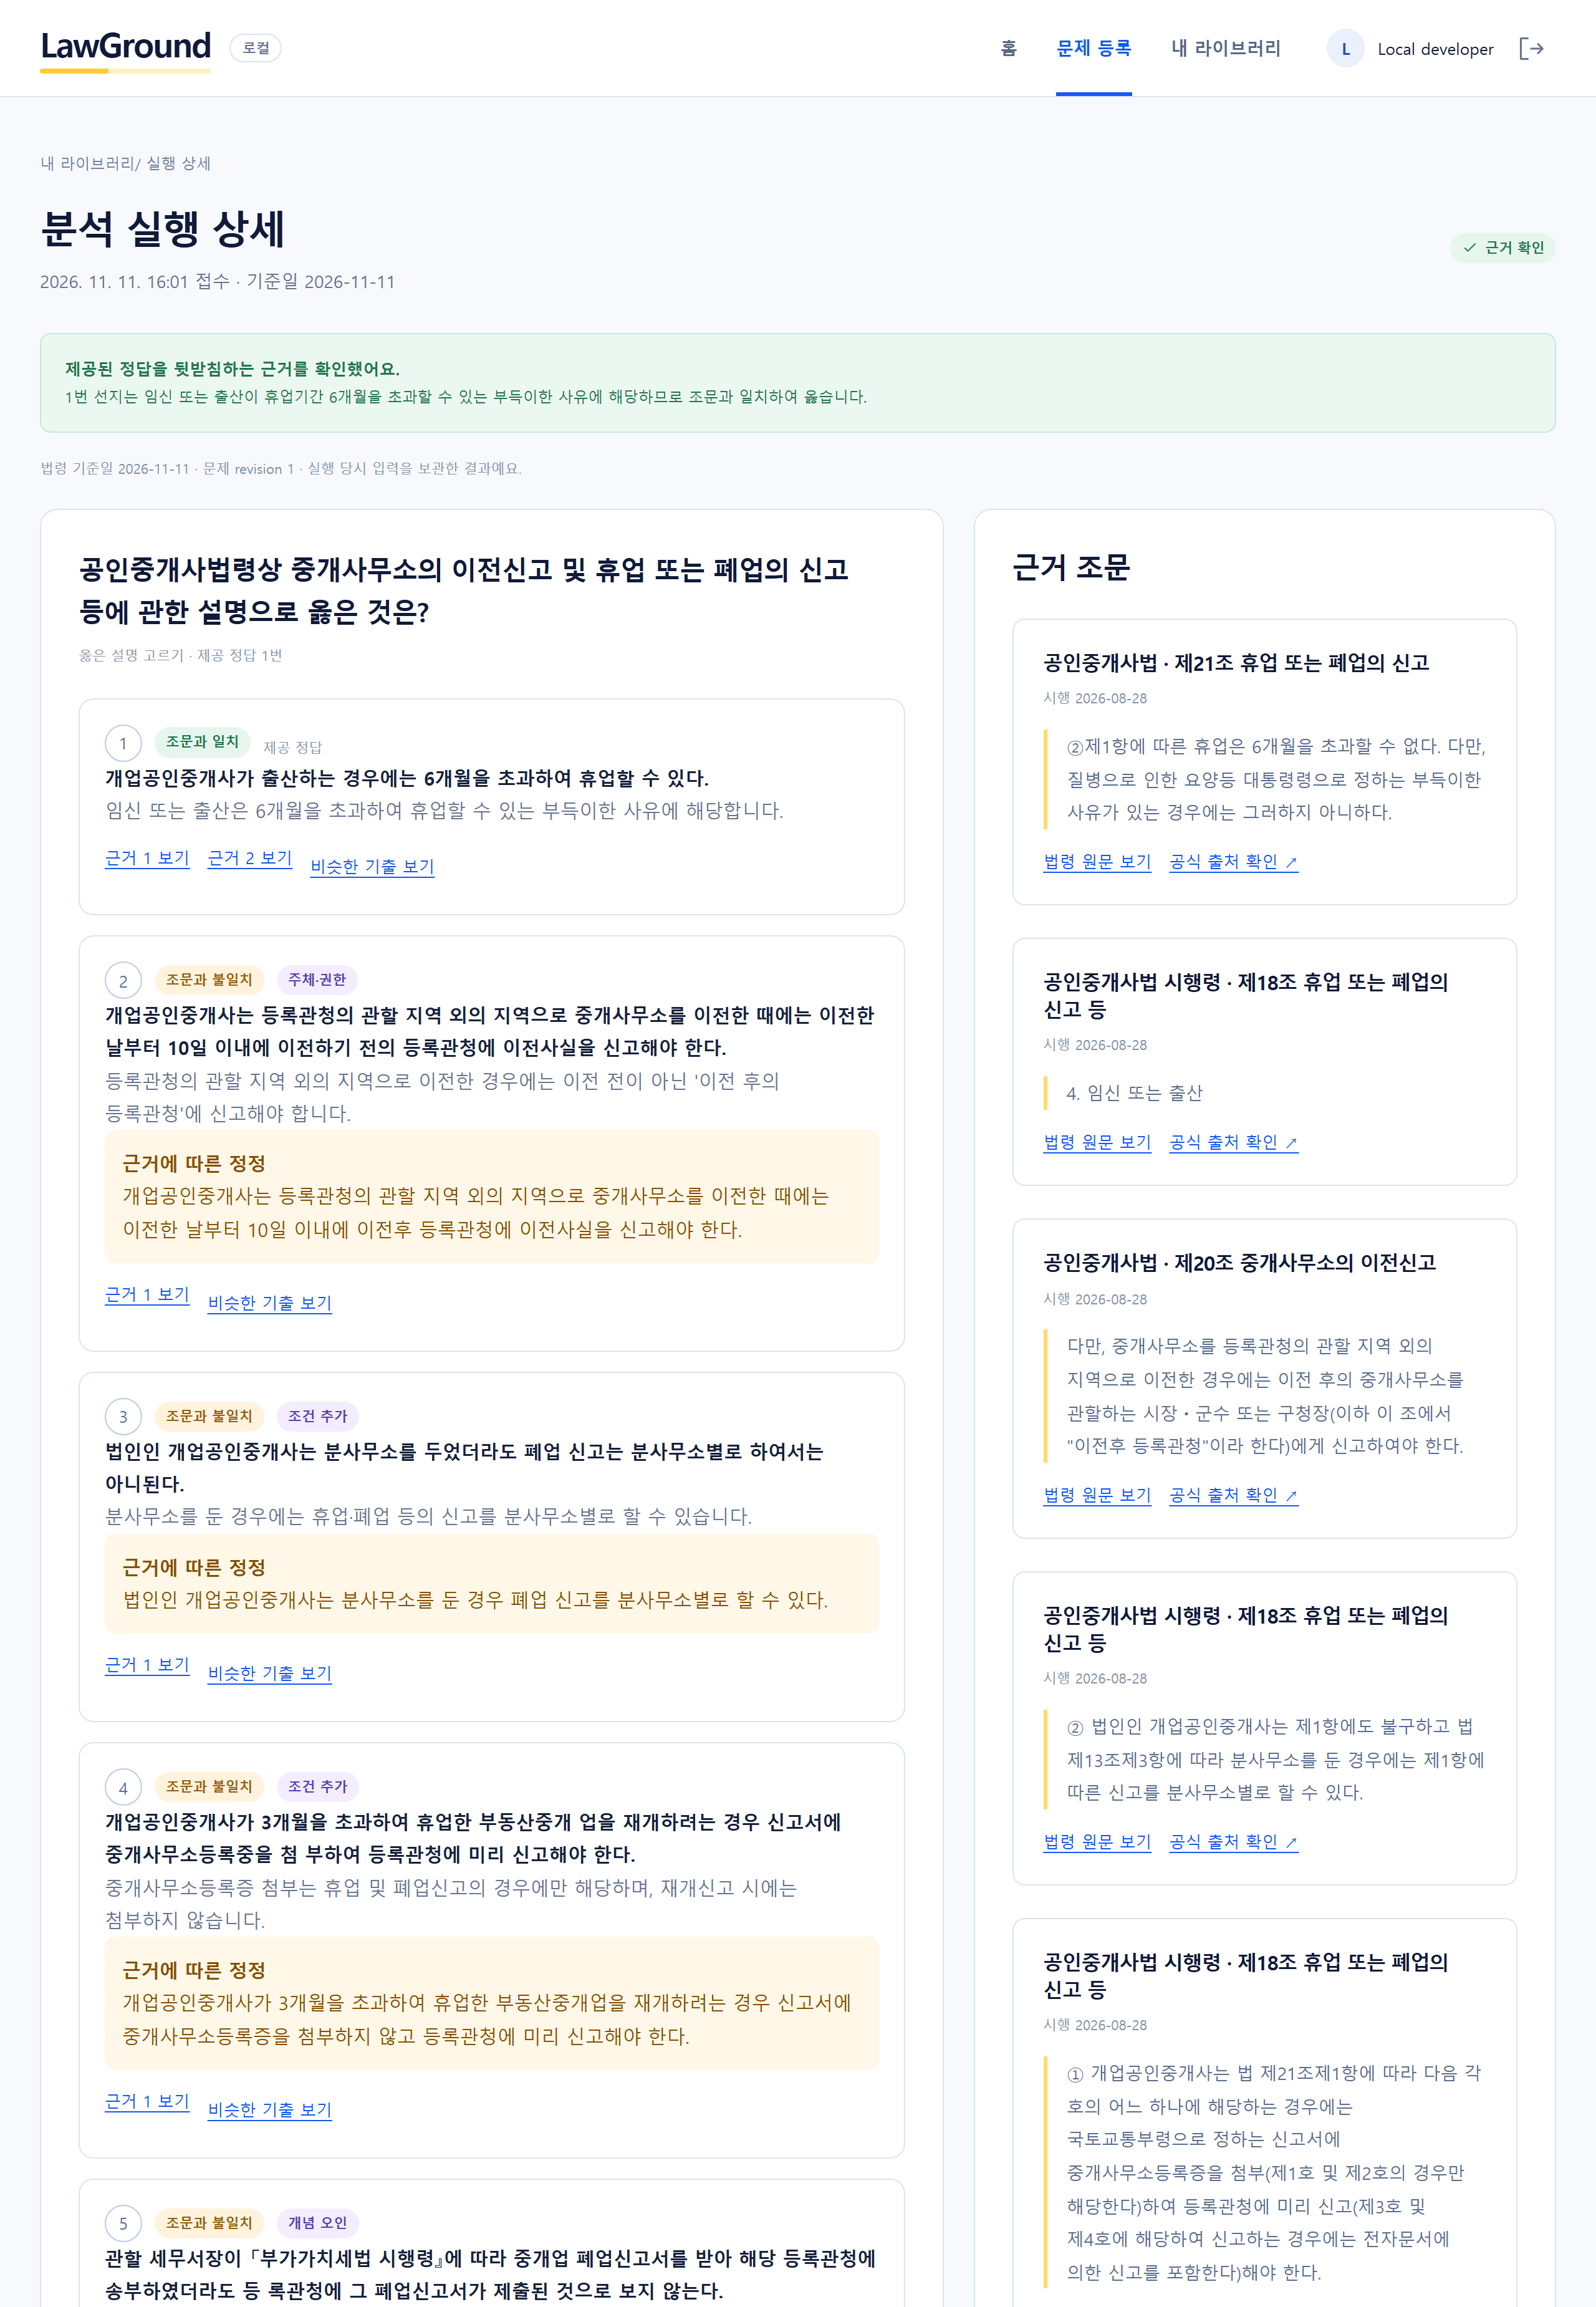 LawGround
로컬
홈
문제 등록
내 라이브러리
L
Local developer
내 라이브러리/ 실행 상세
분석 실행 상세
근거 확인
2026. 11. 11. 16:01 접수 · 기준일 2026-11-11
제공된 정답을 뒷받침하는 근거를 확인했어요.
1번 선지는 임신 또는 출산이 휴업기간 6개월을 초과할 수 있는 부득이한 사유에 해당하므로 조문과 일치하여 옳습니다.
법령 기준일 2026-11-11 · 문제 revision 1 · 실행 당시 입력을 보관한 결과예요.
공인중개사법령상 중개사무소의 이전신고 및 휴업 또는 폐업의 신고
등에 관한 설명으로 옳은 것은?
옳은 설명 고르기 · 제공 정답 1번
1
조문과 일치
제공 정답
개업공인중개사가 출산하는 경우에는 6개월을 초과하여 휴업할 수 있다.
임신 또는 출산은 6개월을 초과하여 휴업할 수 있는 부득이한 사유에 해당합니다.
근거 1 보기
근거 2 보기
비슷한 기출 보기
2
조문과 불일치
주체·권한
개업공인중개사는 등록관청의 관할 지역 외의 지역으로 중개사무소를 이전한 때에는 이전한
날부터 10일 이내에 이전하기 전의 등록관청에 이전사실을 신고해야 한다.
등록관청의 관할 지역 외의 지역으로 이전한 경우에는 이전 전이 아닌 '이전 후의
등록관청'에 신고해야 합니다.
근거에 따른 정정
개업공인중개사는 등록관청의 관할 지역 외의 지역으로 중개사무소를 이전한 때에는
이전한 날부터 10일 이내에 이전후 등록관청에 이전사실을 신고해야 한다.
근거 1 보기
비슷한 기출 보기
3
조문과 불일치
조건 추가
법인인 개업공인중개사는 분사무소를 두었더라도 폐업 신고는 분사무소별로 하여서는
아니된다.
분사무소를 둔 경우에는 휴업·폐업 등의 신고를 분사무소별로 할 수 있습니다.
근거에 따른 정정
법인인 개업공인중개사는 분사무소를 둔 경우 폐업 신고를 분사무소별로 할 수 있다.
근거 1 보기
비슷한 기출 보기
4
조문과 불일치
조건 추가
개업공인중개사가 3개월을 초과하여 휴업한 부동산중개 업을 재개하려는 경우 신고서에
중개사무소등록중을 첨 부하여 등록관청에 미리 신고해야 한다.
중개사무소등록증 첨부는 휴업 및 폐업신고의 경우에만 해당하며, 재개신고 시에는
첨부하지 않습니다.
근거에 따른 정정
개업공인중개사가 3개월을 초과하여 휴업한 부동산중개업을 재개하려는 경우 신고서에
중개사무소등록증을 첨부하지 않고 등록관청에 미리 신고해야 한다.
근거 1 보기
비슷한 기출 보기
5
조문과 불일치
개념 오인
관할 세무서장이 「부가가치세법 시행령」에 따라 중개업 폐업신고서를 받아 해당 등록관청에
송부하였더라도 등 록관청에 그 폐업신고서가 제출된 것으로 보지 않는다.
근거 조문
공인중개사법 · 제21조 휴업 또는 폐업의 신고
시행 2026-08-28
②제1항에 따른 휴업은 6개월을 초과할 수 없다. 다만,
질병으로 인한 요양등 대통령령으로 정하는 부득이한
사유가 있는 경우에는 그러하지 아니하다.
법령 원문 보기
공식 출처 확인 ↗
공인중개사법 시행령 · 제18조 휴업 또는 폐업의
신고 등
시행 2026-08-28
4. 임신 또는 출산
법령 원문 보기
공식 출처 확인 ↗
공인중개사법 · 제20조 중개사무소의 이전신고
시행 2026-08-28
다만, 중개사무소를 등록관청의 관할 지역 외의
지역으로 이전한 경우에는 이전 후의 중개사무소를
관할하는 시장・군수 또는 구청장(이하 이 조에서
"이전후 등록관청"이라 한다)에게 신고하여야 한다.
법령 원문 보기
공식 출처 확인 ↗
공인중개사법 시행령 · 제18조 휴업 또는 폐업의
신고 등
시행 2026-08-28
② 법인인 개업공인중개사는 제1항에도 불구하고 법
제13조제3항에 따라 분사무소를 둔 경우에는 제1항에
따른 신고를 분사무소별로 할 수 있다.
법령 원문 보기
공식 출처 확인 ↗
공인중개사법 시행령 · 제18조 휴업 또는 폐업의
신고 등
시행 2026-08-28
① 개업공인중개사는 법 제21조제1항에 따라 다음 각
호의 어느 하나에 해당하는 경우에는
국토교통부령으로 정하는 신고서에
중개사무소등록증을 첨부(제1호 및 제2호의 경우만
해당한다)하여 등록관청에 미리 신고(제3호 및
제4호에 해당하여 신고하는 경우에는 전자문서에
의한 신고를 포함한다)해야 한다.